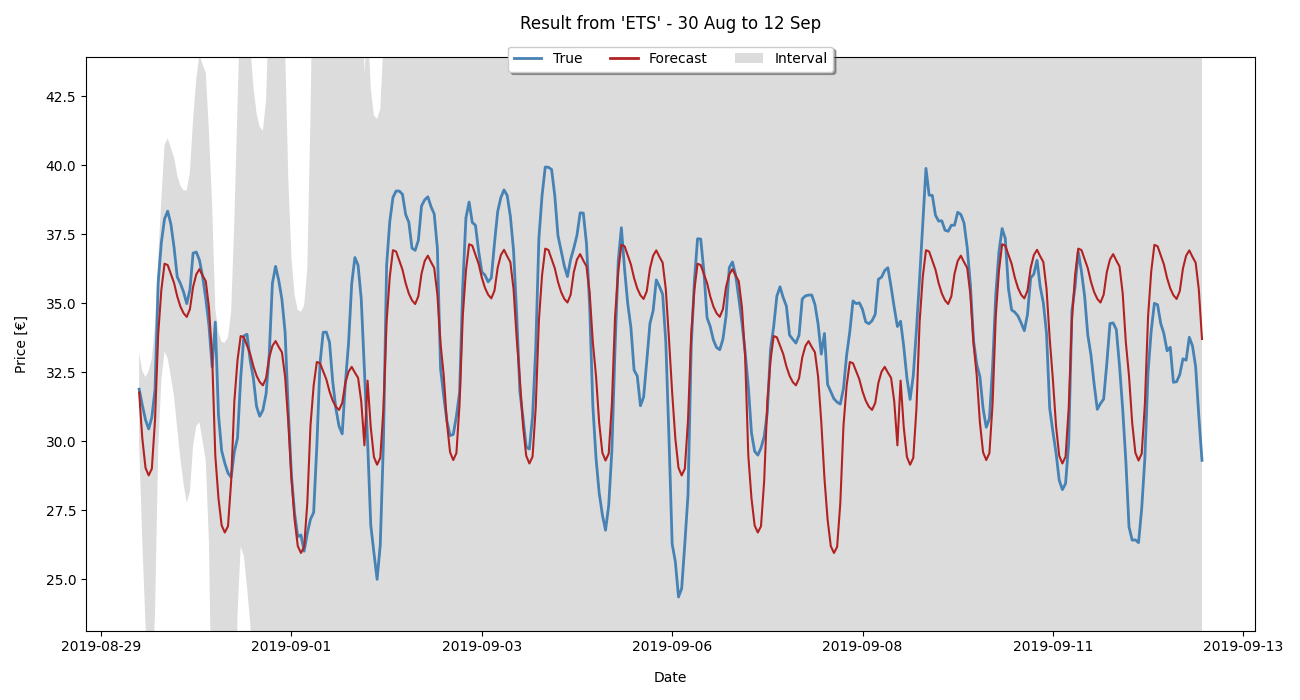 Result from 'ETS' - 30 Aug to 12 Sep
True Forecast Interval
Price [€]
42.5
40.0
37.5
35.0
32.5
30.0
27.5
25.0
2019-08-29 2019-09-01 2019-09-03 2019-09-06 2019-09-08 2019-09-11 2019-09-13
Date